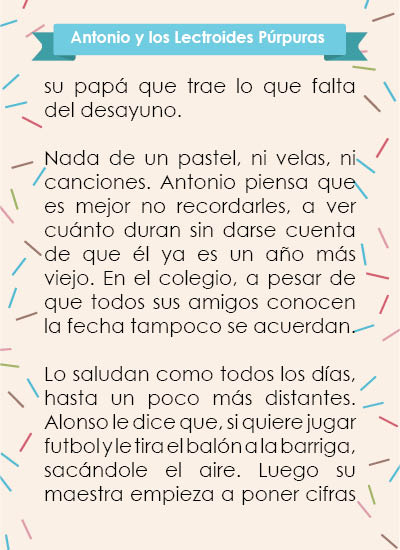 Antonio y los Lectroides Púrpuras
su papá que trae lo que falta
del desayuno.
Nada de un pastel, ni velas, ni
canciones. Antonio piensa que
es mejor no recordarles, a ver
cuánto duran sin darse cuenta
de que él ya es un año más
viejo. En el colegio, a pesar de
que todos sus amigos conocen
la fecha tampoco se acuerdan.
Lo saludan como todos los días,
hasta un poco más distantes.
Alonso le dice que, si quiere jugar
futbol y le tira el balón a la barriga,
sacándole el aire. Luego su
maestra empieza a poner cifras